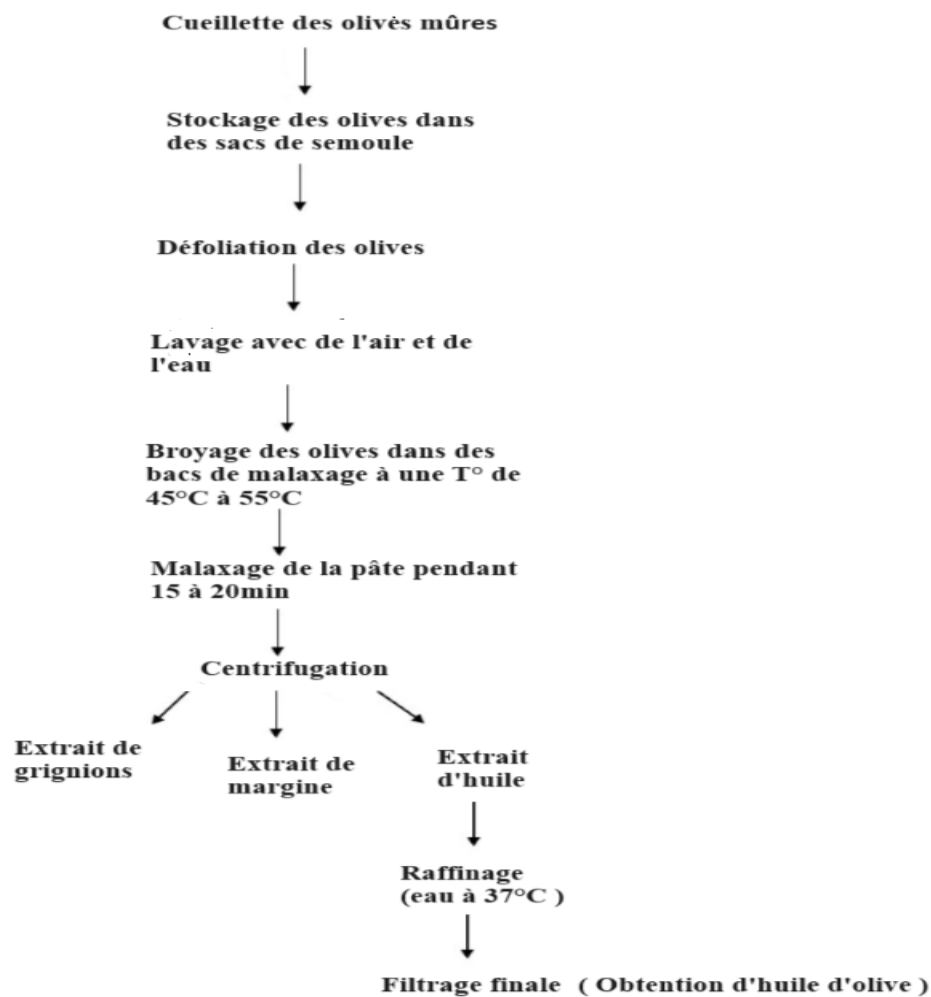 Cueillette des olives mûres
Stockage des olives dans
des sacs de semoule
Défoliation des olives
Lavage avec de l'air et de
l'eau
Broyage des olives dans des
bacs de malaxage à une T° de
45°C à 55°C
Malaxage de la pâte pendant
15 à 20min
Centrifugation
Extrait de
grignions
Extrait de
margine
Extrait
d'huile
Raffinage
(eau à 37°C )
Filtrage finale ( Obtention d'huile d'olive )